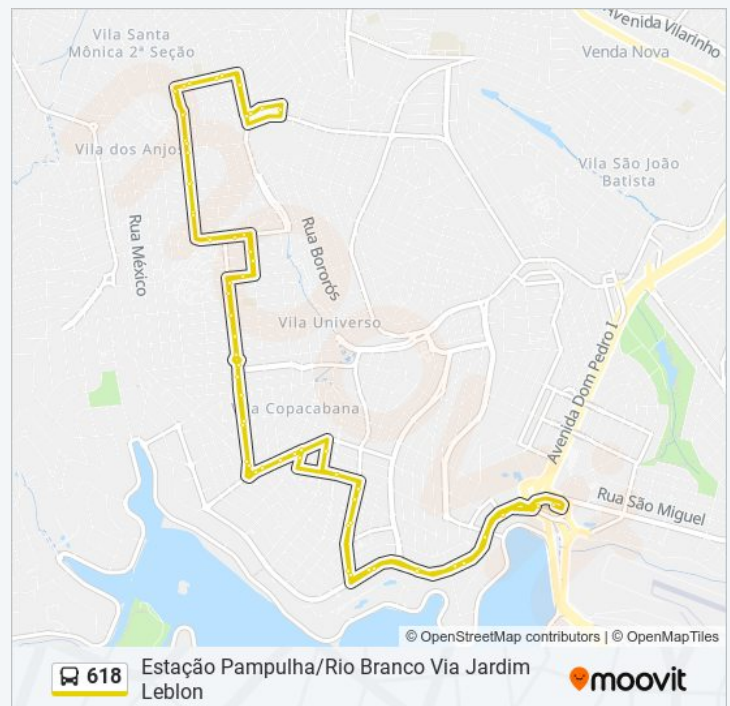 Avenida Vilarinho
Vila Santa
Mônica 2ª Seção
Venda Nova
Vila dos Anjos
Vila São João
Batista
Rua México
Rua Bororós
Vila Universo
Avenida Dom Pedro I
Vila Copacabana
Rua São Miguel
© OpenStreetMap contributors | © OpenMapTiles
618
Estação Pampulha/Rio Branco Via Jardim
Leblon
moovit